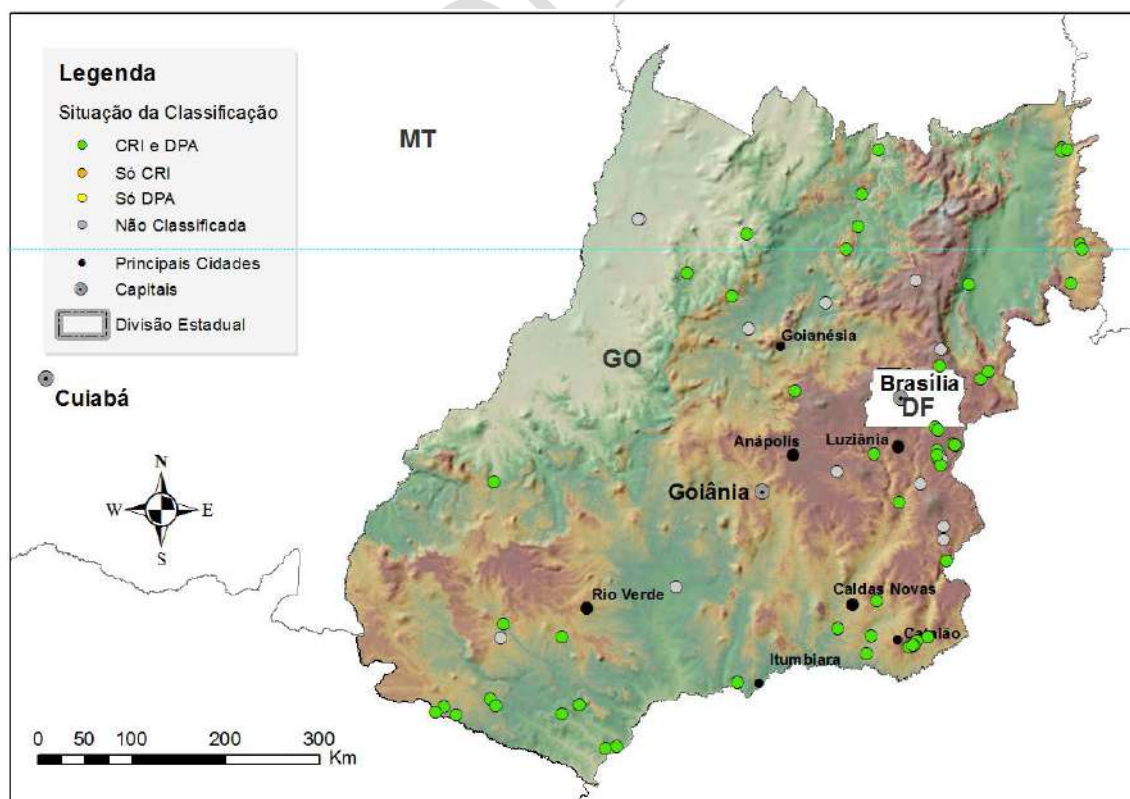 Legenda
Situação da Classificação
CRI e DPA
Só CRI
Só DPA
Não Classificada
Principais Cidades
Capitais
Divisão Estadual
MT
GO
Cuiabá
Goianésia
Brasília
DF
Anápolis
Luziânia
Goiânia
N
W
E
S
Rio Verde
Caldas Novas
Catalão
Itumbiara
0 50 100 200 300
Km